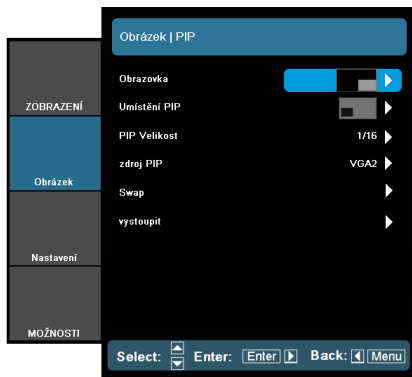 Obrázek | PIP
ZOBRAZENÍ
Obrázek
Nastavení
MOŽNOSTI
Obrazovka
Umístění PIP
PIP Velikost 1/16
zdroj PIP VGA2
Swap
vystoupit
Select: Enter: Enter Back: Menu